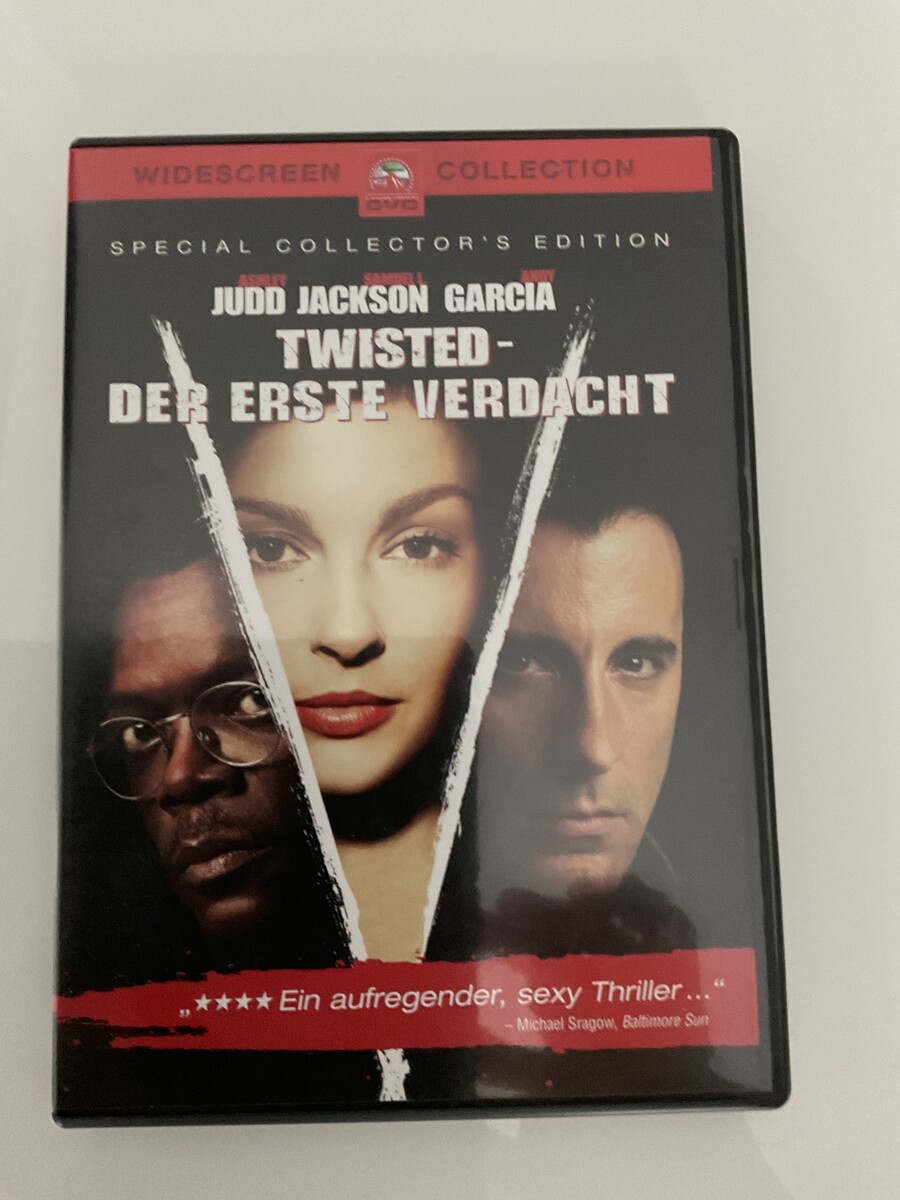 WIDESCREEN COLLECTION
DVD
SPECIAL COLLECTOR'S EDITION
ASHLEY SAMUEL L. ANDY
JUDD JACKSON GARCIA
TWISTED -
DER ERSTE VERDACHT
„★★★★ Ein aufregender, sexy Thriller..."
– Michael Sragow, Baltimore Sun